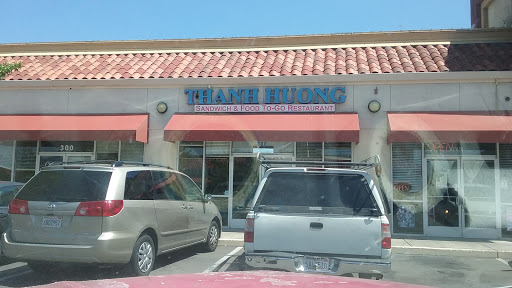 THANH HUONG
SANDWICH & FOOD TO-GO RESTAURANT
300